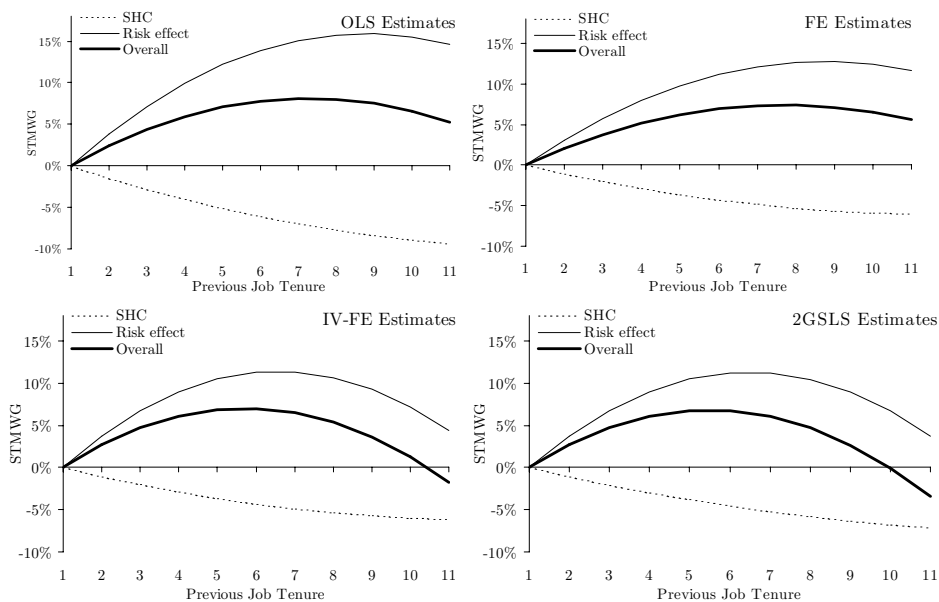 OLS Estimates
SHC
Risk effect
Overall
15%
10%
5%
0%
-5%
-10%
STMWG
1 2 3 4 5 6 7 8 9 10 11
Previous Job Tenure
FE Estimates
SHC
Risk effect
Overall
15%
10%
5%
0%
-5%
-10%
STMWG
1 2 3 4 5 6 7 8 9 10 11
Previous Job Tenure
IV-FE Estimates
SHC
Risk effect
Overall
15%
10%
5%
0%
-5%
-10%
STMWG
1 2 3 4 5 6 7 8 9 10 11
Previous Job Tenure
2GSLS Estimates
SHC
Risk effect
Overall
15%
10%
5%
0%
-5%
-10%
STMWG
1 2 3 4 5 6 7 8 9 10 11
Previous Job Tenure